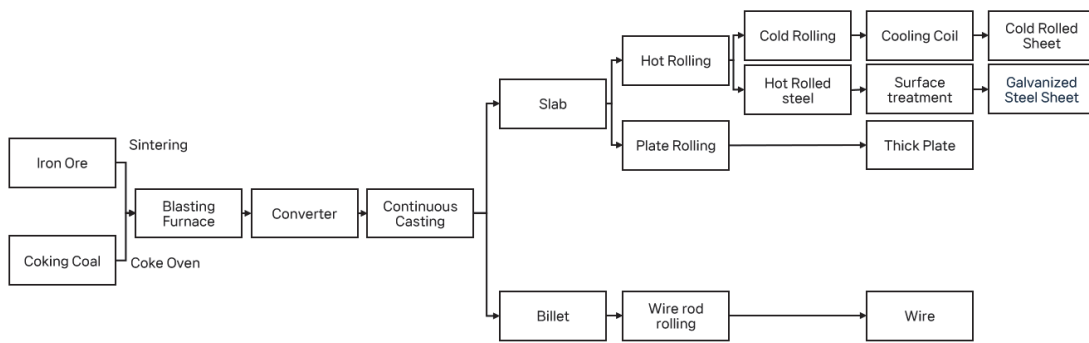 Iron Ore
Sintering
Coking Coal
Coke Oven
Blasting
Furnace
Converter
Continuous
Casting
Slab
Hot Rolling
Cold Rolling
Cooling Coil
Cold Rolled
Sheet
Hot Rolled
steel
Surface
treatment
Galvanized
Steel Sheet
Plate Rolling
Thick Plate
Billet
Wire rod
rolling
Wire